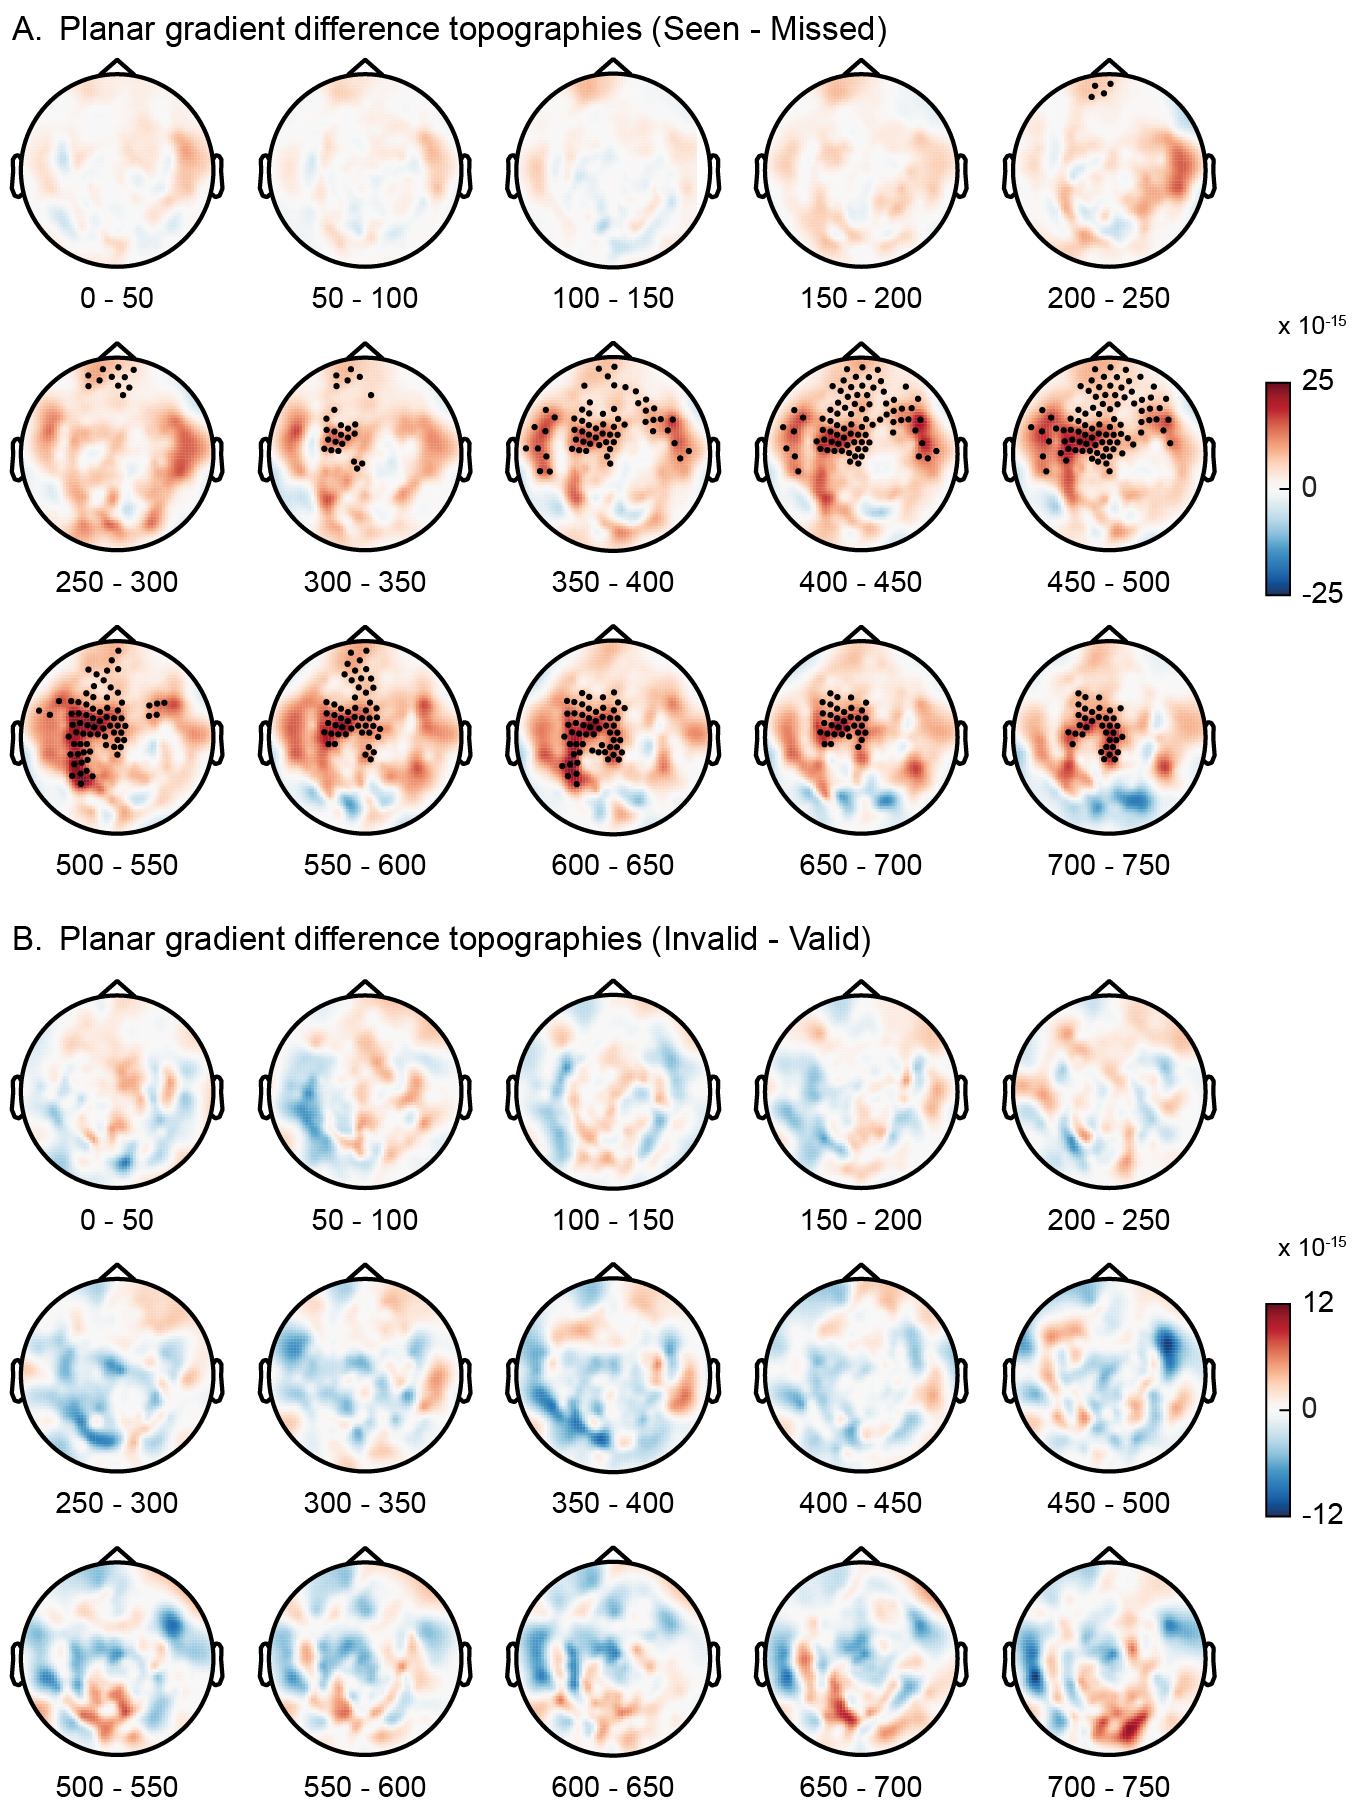 A. Planar gradient difference topographies (Seen - Missed)
0 - 50
50 - 100
100 - 150
150 - 200
200 - 250
x 10-15
25
0
-25
250 - 300
300 - 350
350 - 400
400 - 450
450 - 500
500 - 550
550 - 600
600 - 650
650 - 700
700 - 750
B. Planar gradient difference topographies (Invalid - Valid)
0 - 50
50 - 100
100 - 150
150 - 200
200 - 250
x 10-15
12
0
-12
250 - 300
300 - 350
350 - 400
400 - 450
450 - 500
500 - 550
550 - 600
600 - 650
650 - 700
700 - 750